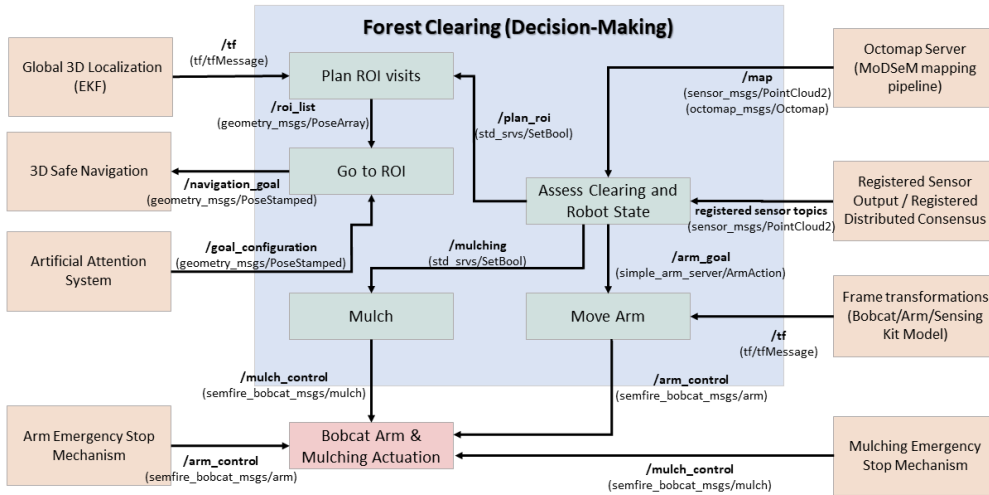 Forest Clearing (Decision-Making)
Global 3D Localization
(EKF)
/tf
(tf/tfMessage)
Plan ROI visits
Octomap Server
(MoDSeM mapping
pipeline)
/map
(sensor_msgs/PointCloud2)
(octomap_msgs/Octomap)
/roi_list
(geometry_msgs/PoseArray)
/plan_roi
(std_srvs/SetBool)
3D Safe Navigation
/navigation_goal
(geometry_msgs/PoseStamped)
Go to ROI
Assess Clearing and
Robot State
registered sensor topics
(sensor_msgs/PointCloud2)
Registered Sensor
Output / Registered
Distributed Consensus
Artificial Attention
System
/goal_configuration
(geometry_msgs/PoseStamped)
/mulching
(std_srvs/SetBool)
/arm_goal
(simple_arm_server/ArmAction)
Mulch
Move Arm
Frame transformations
(Bobcat/Arm/Sensing
Kit Model)
/tf
(tf/tfMessage)
/mulch_control
(semfire_bobcat_msgs/mulch)
/arm_control
(semfire_bobcat_msgs/arm)
Arm Emergency Stop
Mechanism
/arm_control
(semfire_bobcat_msgs/arm)
Bobcat Arm &
Mulching Actuation
/mulch_control
(semfire_bobcat_msgs/mulch)
Mulching Emergency
Stop Mechanism